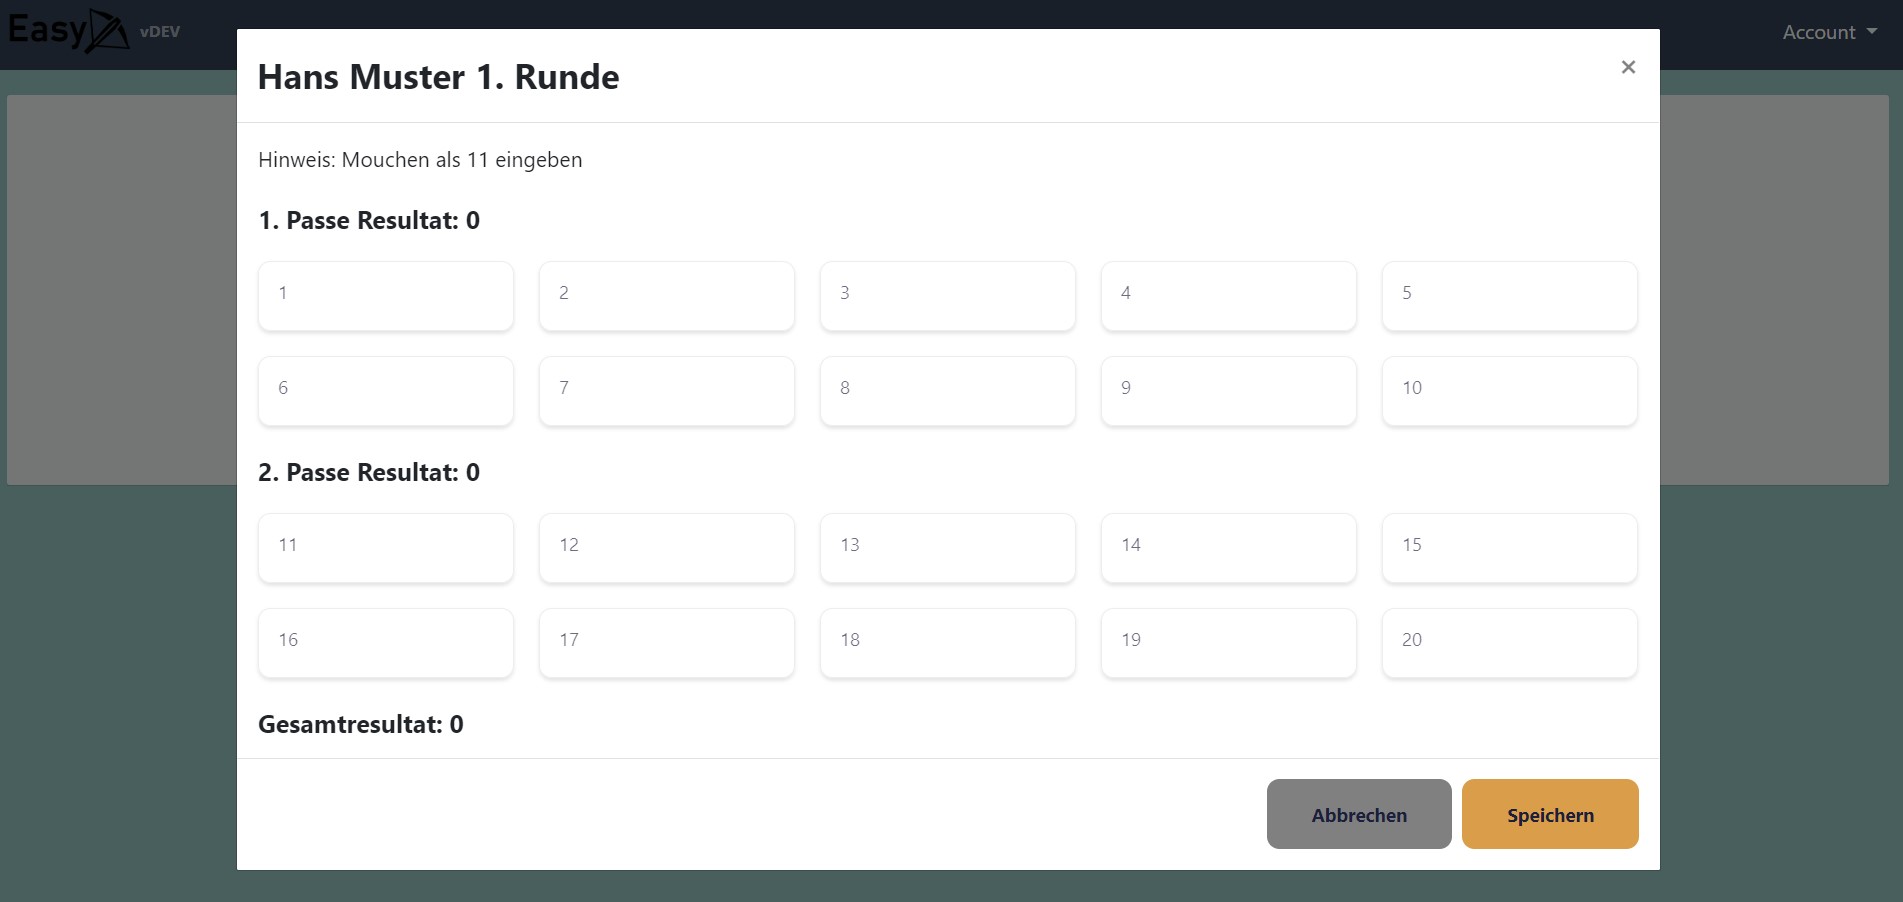 Easy vDEV
Account
Hans Muster 1. Runde
×
Hinweis: Mouchen als 11 eingeben
1. Passe Resultat: 0
1 2 3 4 5
6 7 8 9 10
2. Passe Resultat: 0
11 12 13 14 15
16 17 18 19 20
Gesamtresultat: 0
Abbrechen Speichern